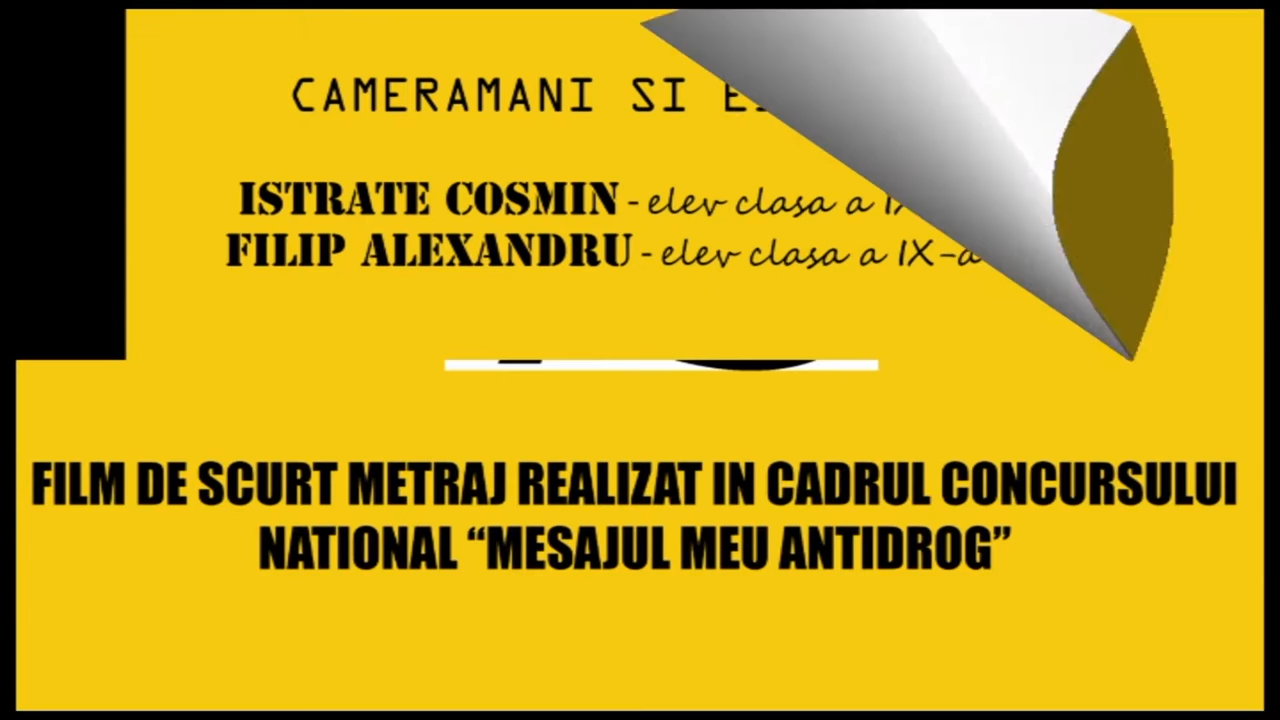 CAMERAMANI SI
ISTRATE COSMIN - elev clasa a
FILIP ALEXANDRU - elev clasa a IX-a
FILM DE SCURT METRAJ REALIZAT IN CADRUL CONCURSULUI
NATIONAL “MESAJUL MEU ANTIDROG”